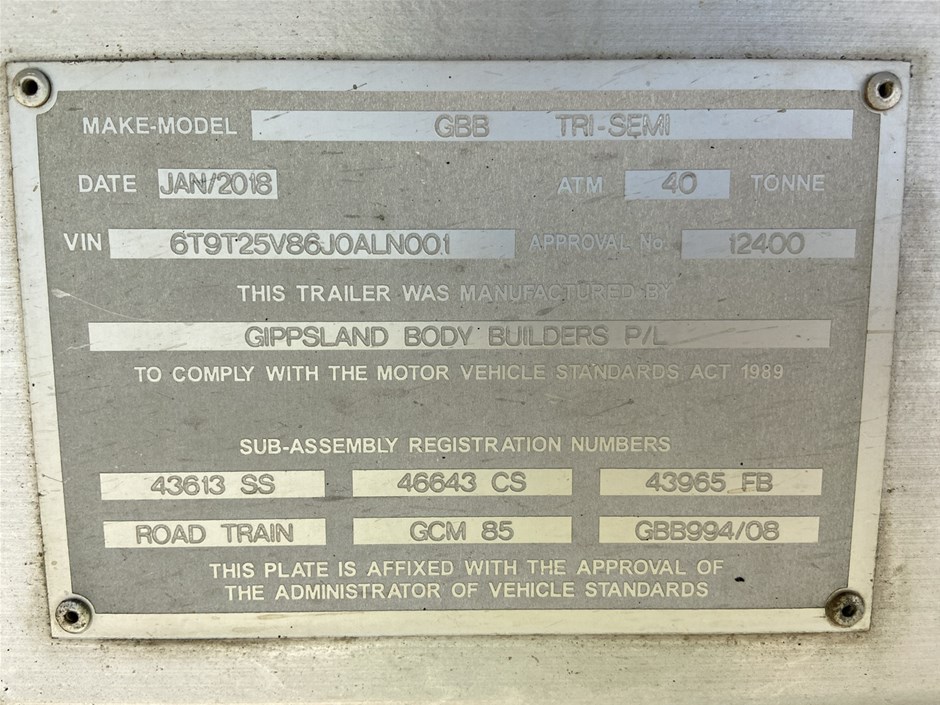 MAKE-MODEL GBB TRI-SEMI
DATE JAN/2018 ATM 40 TONNE
VIN 6T9T25V86J0ALN001 APPROVAL No. 12400
THIS TRAILER WAS MANUFACTURED BY
GIPPSLAND BODY BUILDERS P/L
TO COMPLY WITH THE MOTOR VEHICLE STANDARDS ACT 1989
SUB-ASSEMBLY REGISTRATION NUMBERS
43613 SS 46643 CS 43965 FB
ROAD TRAIN GCM 85 GBB994/08
THIS PLATE IS AFFIXED WITH THE APPROVAL OF
THE ADMINISTRATOR OF VEHICLE STANDARDS